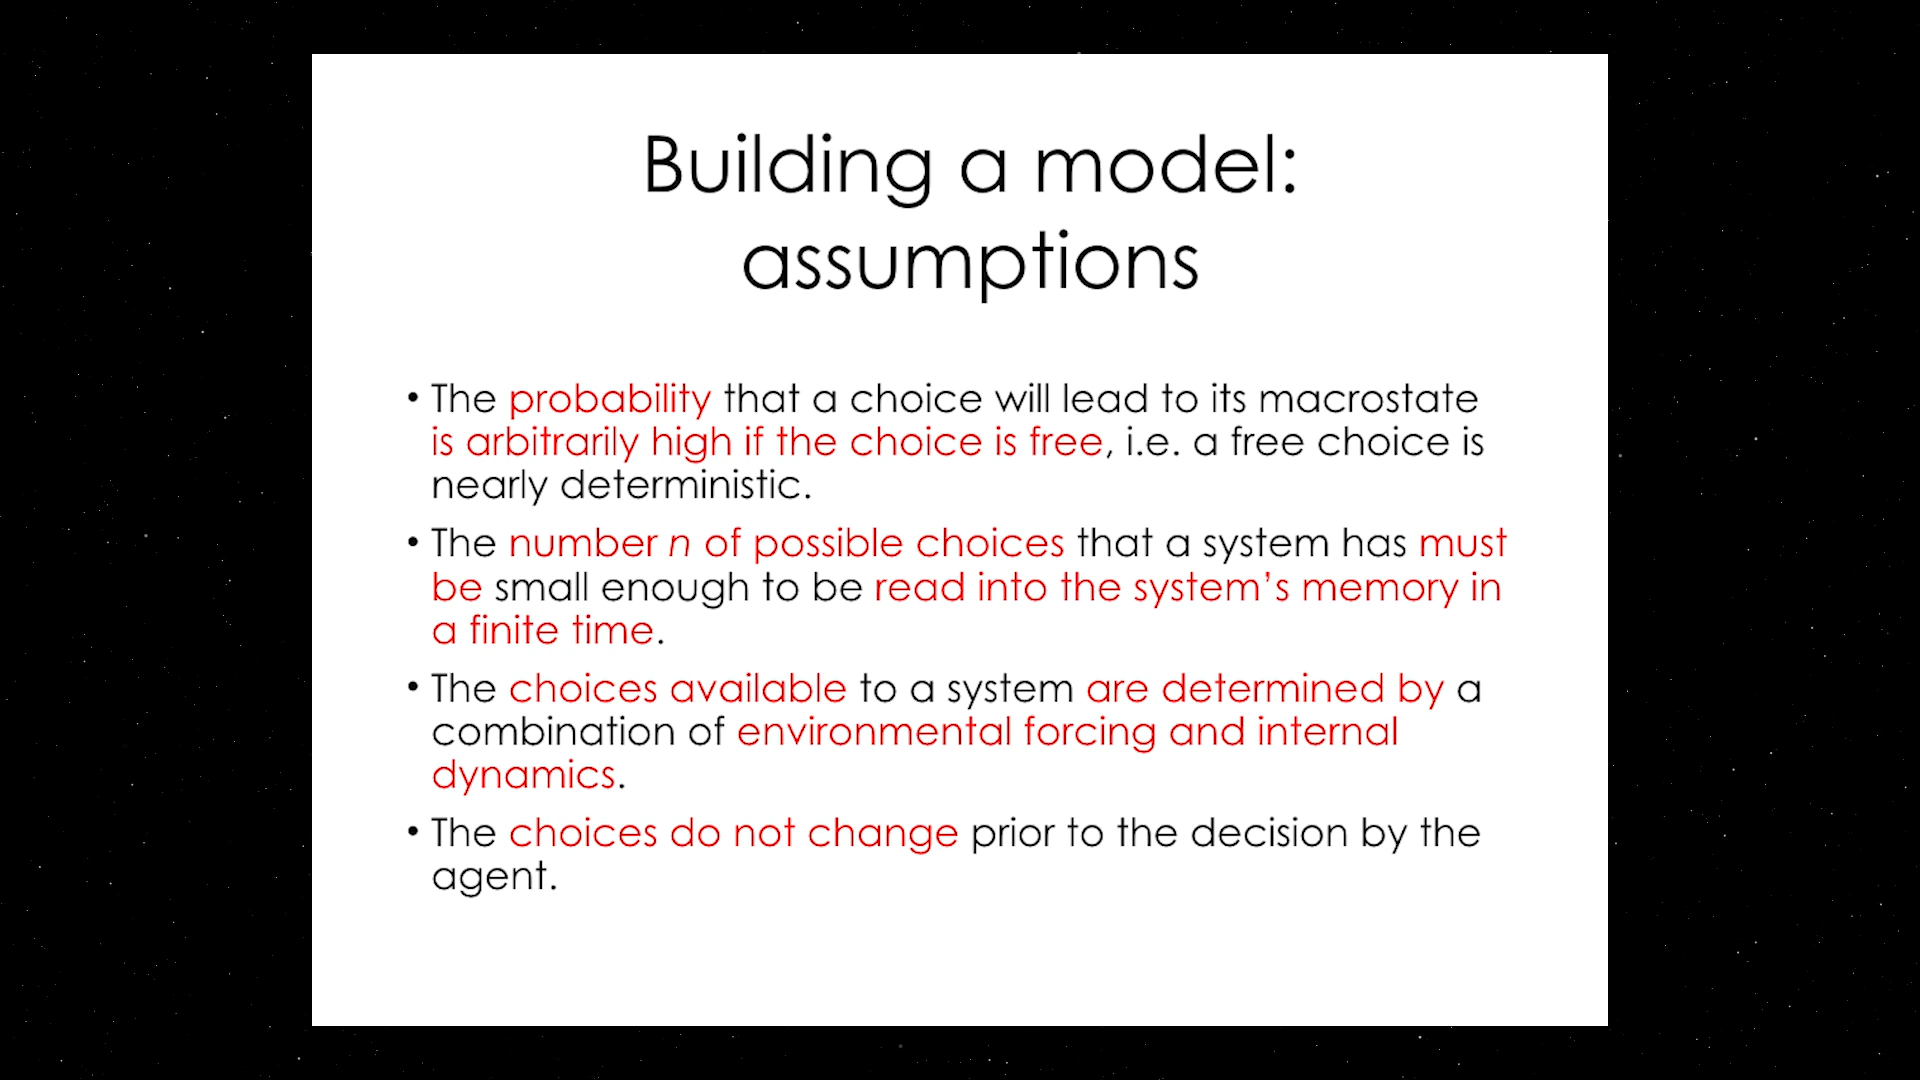 Building a model:
assumptions
• The probability that a choice will lead to its macrostate
is arbitrarily high if the choice is free, i.e. a free choice is
nearly deterministic.
• The number n of possible choices that a system has must
be small enough to be read into the system’s memory in
a finite time.
• The choices available to a system are determined by a
combination of environmental forcing and internal
dynamics.
• The choices do not change prior to the decision by the
agent.